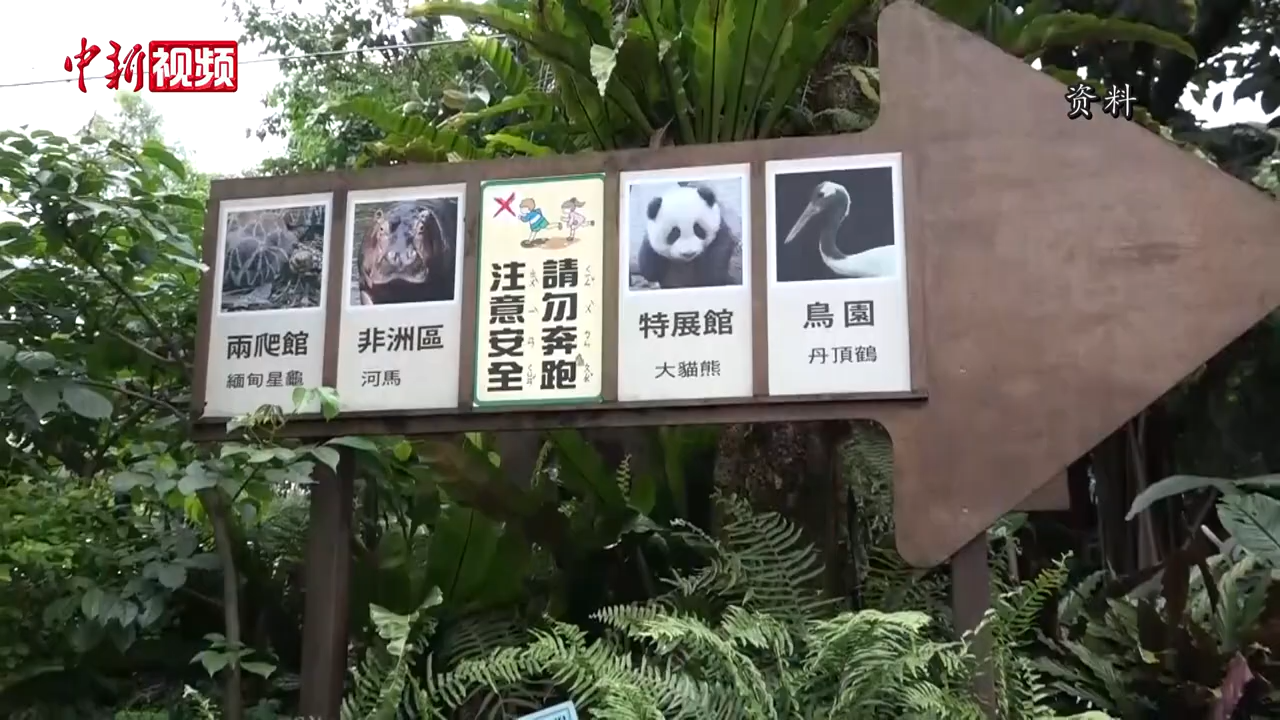 中新视频
资料
兩爬館
緬甸星龜
非洲區
河馬
請勿奔跑
注意安全
特展館
大貓熊
鳥園
丹頂鶴